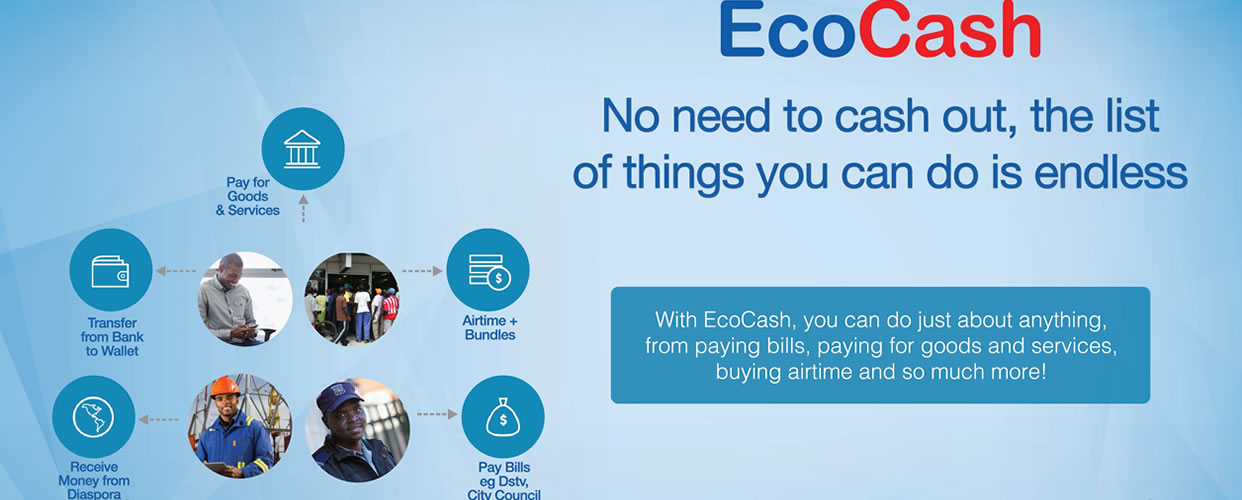 EcoCash
No need to cash out, the list
of things you can do is endless
With EcoCash, you can do just about anything,
from paying bills, paying for goods and services,
buying airtime and so much more!
Pay for
Goods
& Services
Transfer
from Bank
to Wallet
Airtime +
Bundles
Receive
Money from
Diaspora
Pay Bills
eg Dstv,
City Council
$
$